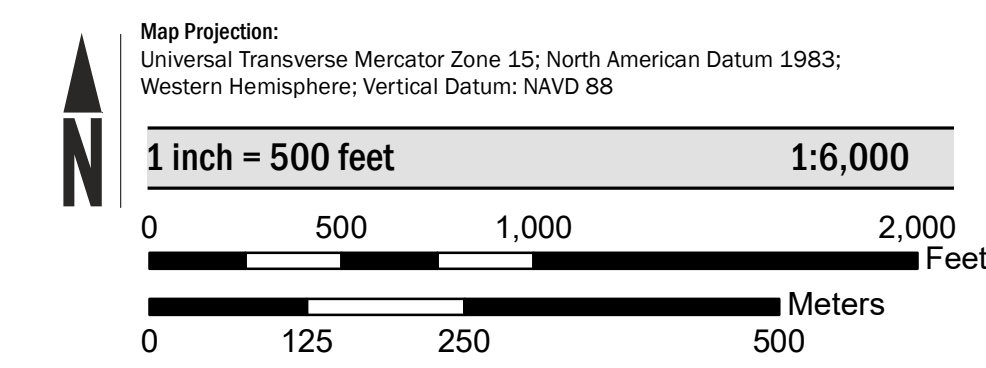 Map Projection:
Universal Transverse Mercator Zone 15; North American Datum 1983;
Western Hemisphere; Vertical Datum: NAVD 88
N
1 inch = 500 feet 1:6,000
0 500 1,000 2,000
Feet
Meters
0 125 250 500